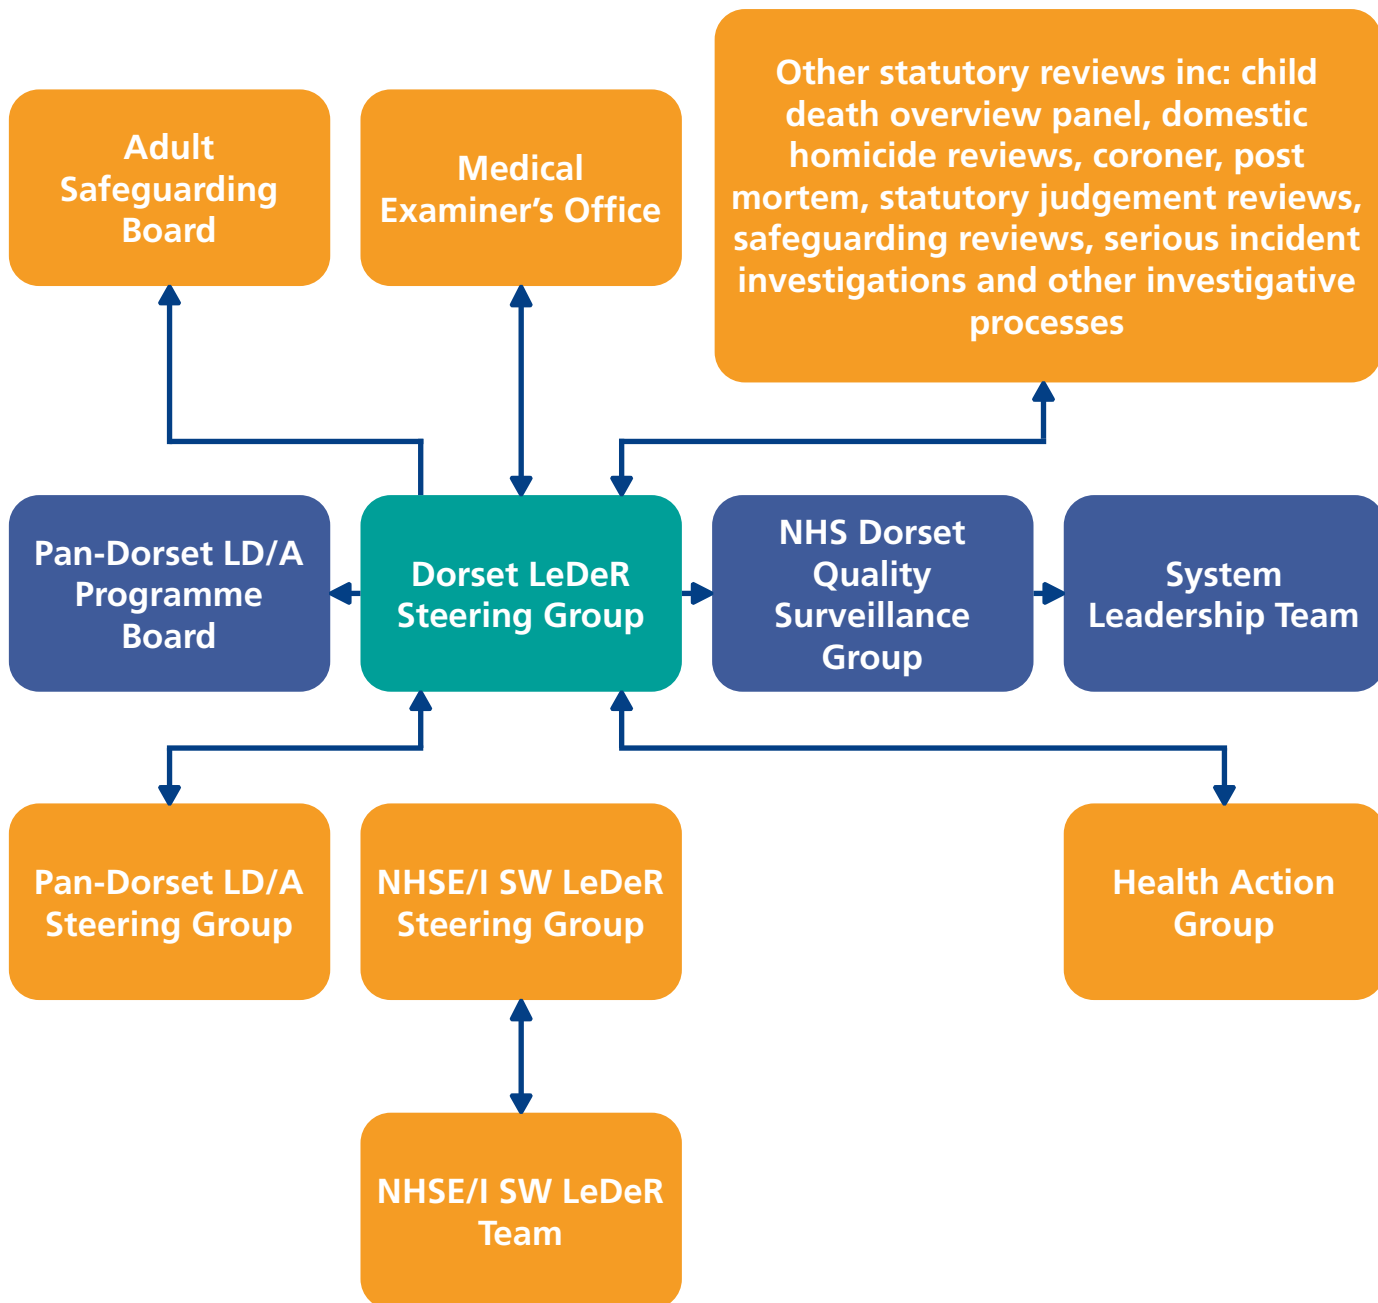 Adult
Safeguarding
Board
Medical
Examiner’s Office
Other statutory reviews inc: child
death overview panel, domestic
homicide reviews, coroner, post
mortem, statutory judgement reviews,
safeguarding reviews, serious incident
investigations and other investigative
processes
Pan-Dorset LD/A
Programme
Board
Dorset LeDeR
Steering Group
NHS Dorset
Quality
Surveillance
Group
System
Leadership Team
Pan-Dorset LD/A
Steering Group
NHSE/I SW LeDeR
Steering Group
Health Action
Group
NHSE/I SW LeDeR
Team